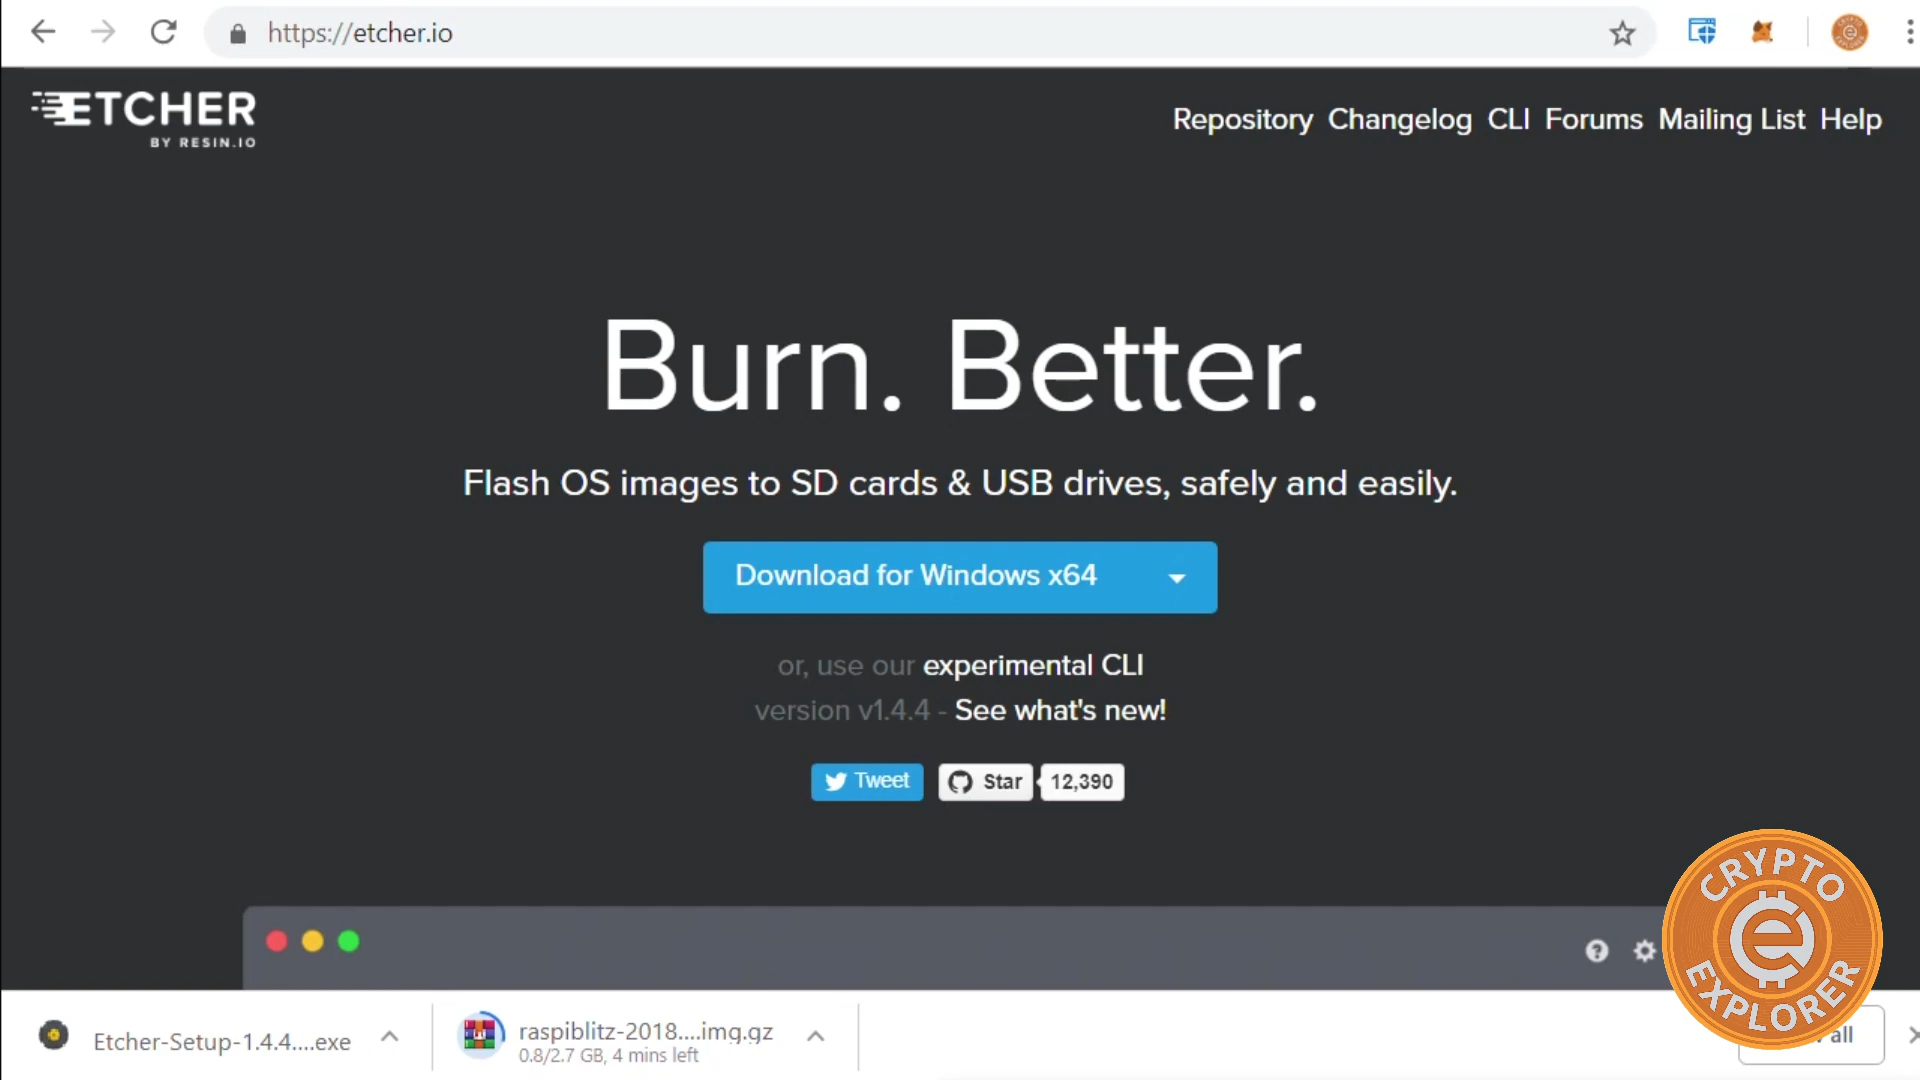 https://etcher.io
ETCHER
BY RESIN.IO
Repository Changelog CLI Forums Mailing List Help
Burn. Better.
Flash OS images to SD cards & USB drives, safely and easily.
Download for Windows x64
or, use our experimental CLI
version v1.4.4 - See what's new!
Tweet Star 12,390
CRYPTO
EXPLORER
Etcher-Setup-1.4.4....exe
raspiblitz-2018....img.gz
0.8/2.7 GB, 4 mins left
all